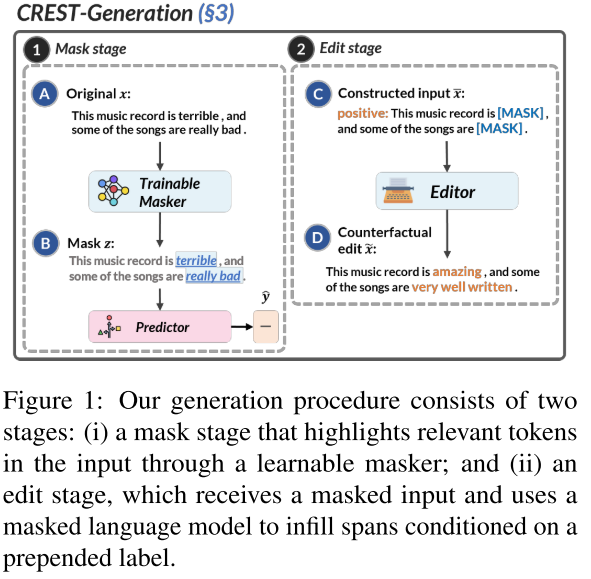 CREST-Generation (§3)
1 Mask stage
A Original x:
This music record is terrible , and
some of the songs are really bad .
Trainable
Masker
B Mask z:
This music record is terrible , and
some of the songs are really bad .
ŷ
Predictor
−
2 Edit stage
C Constructed input x̃:
positive: This music record is [MASK] ,
and some of the songs are [MASK] .
Editor
D Counterfactual
edit x̃:
This music record is amazing , and some
of the songs are very well written .
Figure 1: Our generation procedure consists of two
stages: (i) a mask stage that highlights relevant tokens
in the input through a learnable masker; and (ii) an
edit stage, which receives a masked input and uses a
masked language model to infill spans conditioned on a
prepended label.